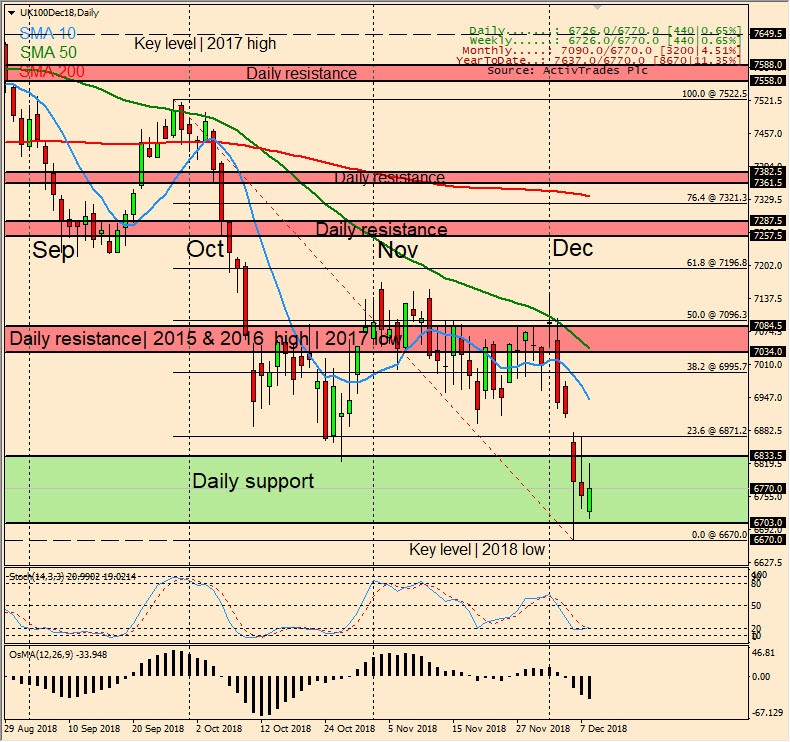 UK100Dec18,Daily
SMA 10
SMA 50
SMA 200
Key level | 2017 high
Daily.....: 6726.0/6770.0 [440|0.65%]
Weekly.....: 6726.0/6770.0 [440|0.65%]
Monthly....: 7090.0/6770.0 [3200|4.51%]
YearToDate..: 7637.0/6770.0 [8670|11.35%]
Source: ActivTrades Plc
Daily resistance
100.0 @ 7522.5
Daily resistance
76.4 @ 7321.3
Daily resistance
Sep
Oct
Nov
Dec
61.8 @ 7196.8
50.0 @ 7096.3
Daily resistance| 2015 & 2016 high | 2017 low
38.2 @ 6995.7
23.6 @ 6871.2
Daily support
0.0 @ 6670.0
Key level | 2018 low
7649.5
7588.0
7558.0
7521.5
7457.0
7382.5
7361.5
7329.5
7287.5
7257.5
7202.0
7137.5
7084.5
7034.0
7010.0
6947.0
6882.5
6833.5
6819.5
6770.0
6755.0
6703.0
6670.0
6627.5
Stoch(14,3,3) 20.9902 19.0214
100
80
50
20
OsMA(12,26,9) -33.948
46.81
0.00
-67.129
29 Aug 2018
10 Sep 2018
20 Sep 2018
2 Oct 2018
12 Oct 2018
24 Oct 2018
5 Nov 2018
15 Nov 2018
27 Nov 2018
7 Dec 2018